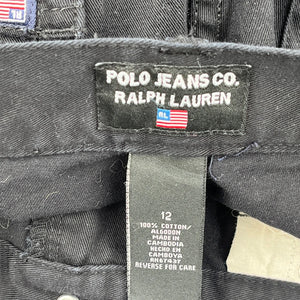 POLO JEANS CO.
RALPH LAUREN
RL
12
100% COTTON/
ALGODON
MADE IN
CAMBODIA
HECHO EN
CAMBOYA
RN67437
REVERSE FOR CARE